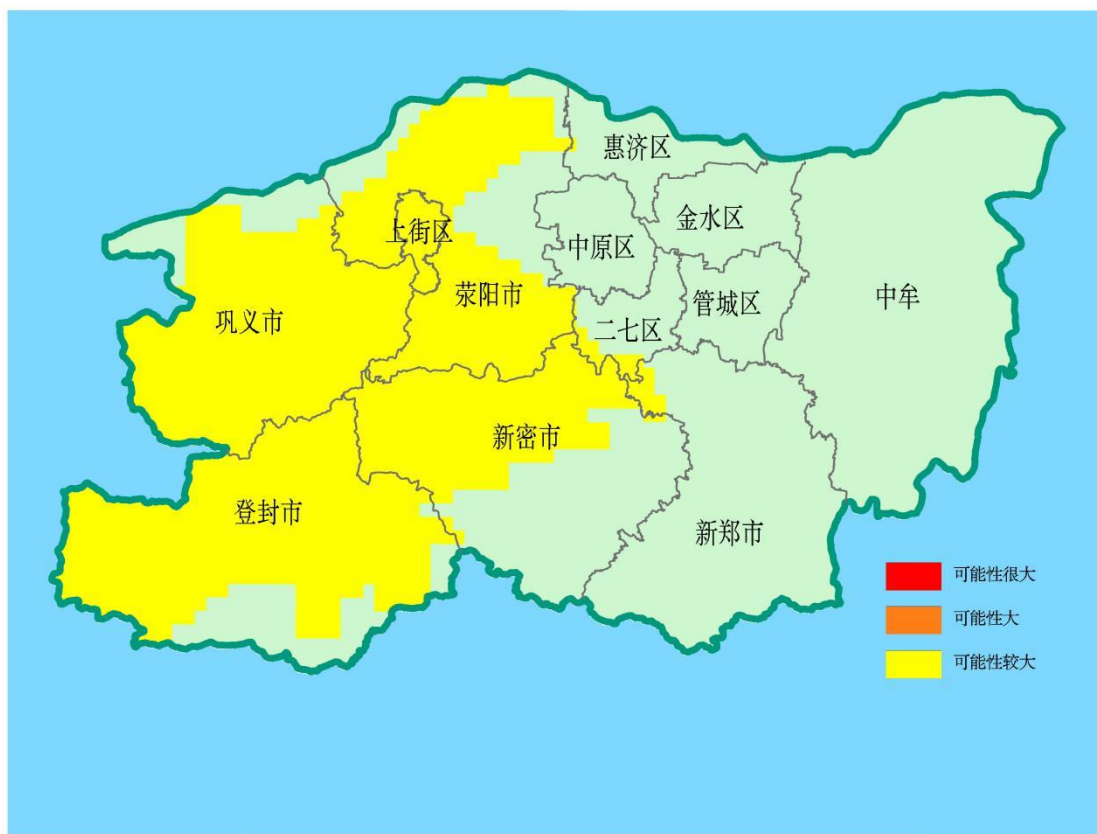 惠济区
金水区
上街区
中原区
荥阳市
中牟
管城区
巩义市
二七区
新密市
登封市
新郑市
可能性很大
可能性大
可能性较大